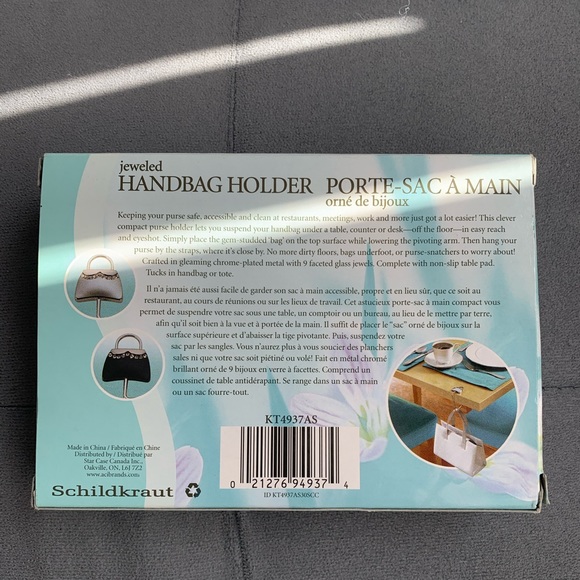 jeweled
HANDBAG HOLDER PORTE-SAC À MAIN
orné de bijoux
Keeping your purse safe, accessible and clean at restaurants, meetings, work and more just got a lot easier! This clever
compact purse holder lets you suspend your handbag under a table, counter or desk—off the floor—in easy reach
and eyeshot. Simply place the gem-studded 'bag' on the top surface while lowering the pivoting arm. Then hang your
purse by the straps, where it's close by. No more dirty floors, bags underfoot, or purse-snatchers to worry about!
Crafted in gleaming chrome-plated metal with 9 faceted glass jewels. Complete with non-slip table pad.
Tucks in handbag or tote.
Il n'a jamais été aussi facile de garder son sac à main accessible, propre et en lieu sûr, que ce soit au
restaurant, au cours de réunions ou sur les lieux de travail. Cet astucieux porte-sac à main compact vous
permet de suspendre votre sac sous une table, un comptoir ou un bureau, au lieu de le mettre par terre,
afin qu'il soit bien à la vue et à portée de la main. Il suffit de placer le "sac" orné de bijoux sur la
surface supérieure et d'abaisser la tige pivotante. Puis, suspendez votre
sac par les sangles. Vous n'aurez plus à vous soucier des planchers
sales ni que votre sac soit piétiné ou volé! Fait en métal chromé
brillant orné de 9 bijoux en verre à facettes. Comprend un
coussinet de table antidérapant. Se range dans un sac à main
ou un sac fourre-tout.
KT4937AS
Made in China / Fabriqué en Chine
Distributed by / Distribué par
Star Case Canada Inc.,
Oakville, ON, L6J 7Z2
www.acibrands.com
Schildkraut
0 21276 94937 4
ID KT4937AS305CC